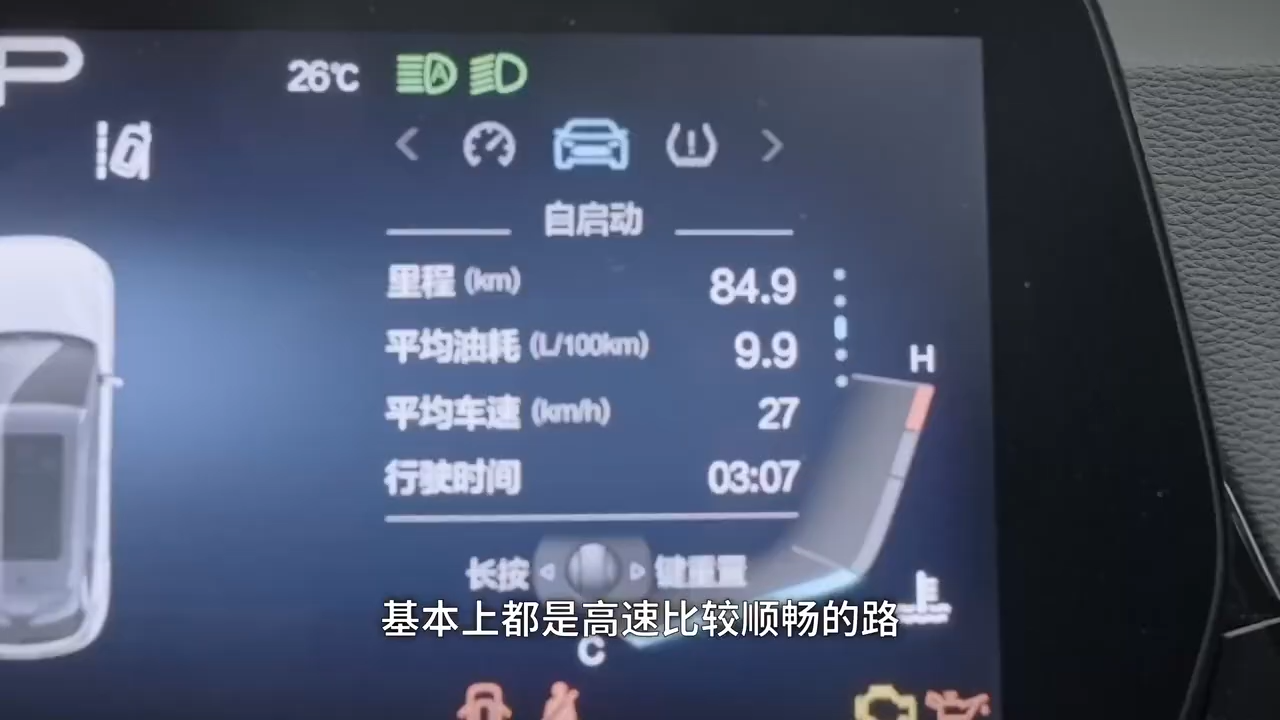 P
26℃
自启动
里程 (km) 84.9
平均油耗 (L/100km) 9.9
平均车速 (km/h) 27
行驶时间 03:07
H
长按 键重置
基本上都是高速比较顺畅的路
C